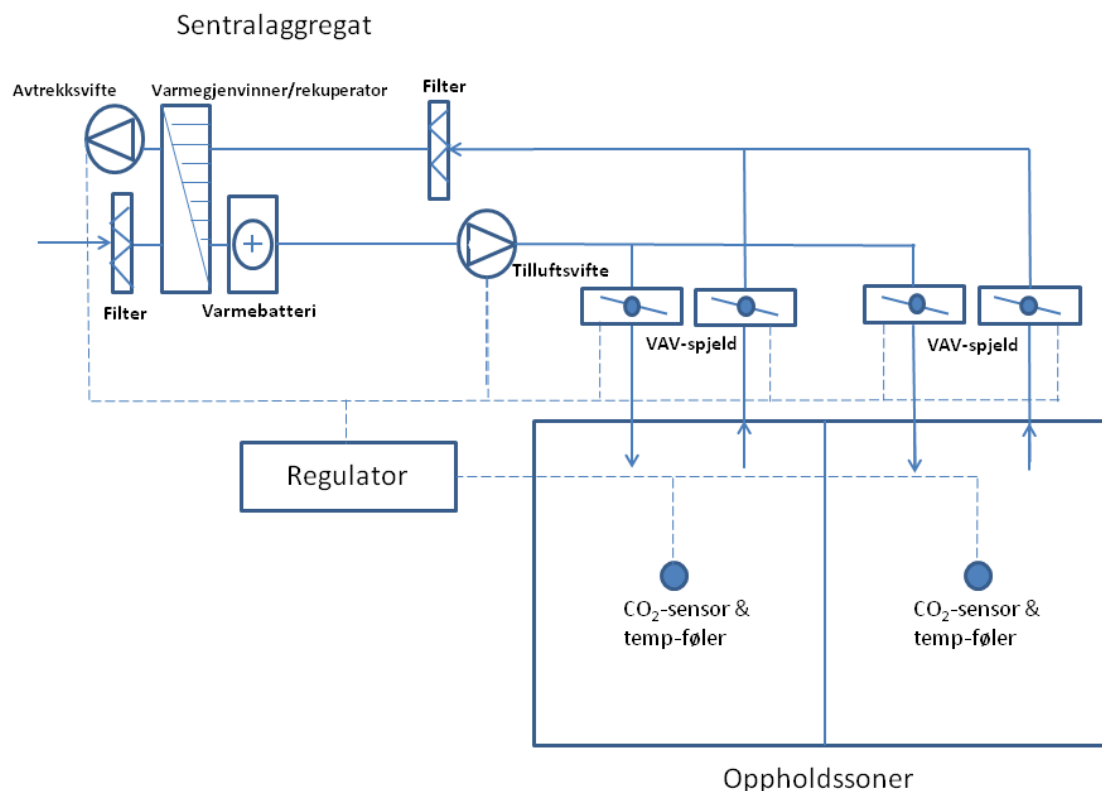 Sentralaggregat
Avtrekksvifte
Varmegjenvinner/rekuperator
Filter
Tilluftsvifte
Filter
Varmebatteri
VAV-spjeld
VAV-spjeld
Regulator
CO₂-sensor &
temp-føler
CO₂-sensor &
temp-føler
Oppholdssoner